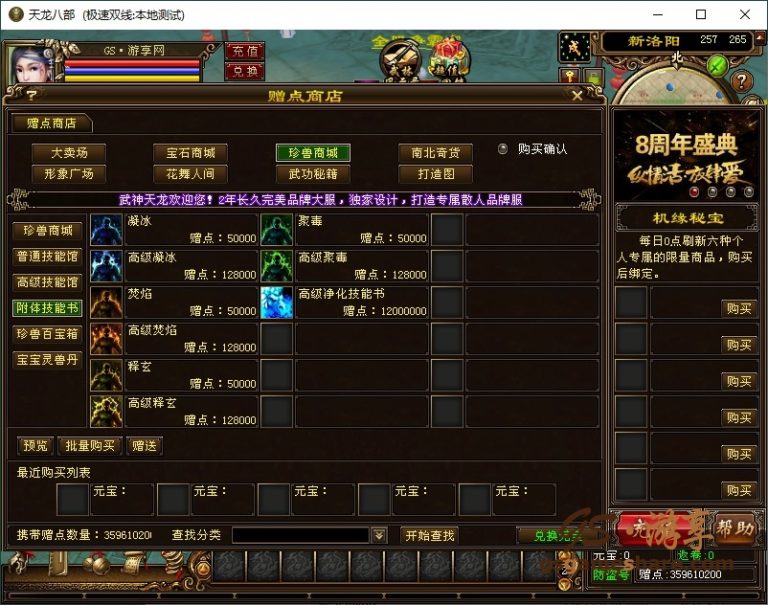 天龙八部 (极速双线:本地测试)
GS·游享网
充值
兑换
新洛阳 257 265
北
赠点商店
赠点商店
大卖场
宝石商城
珍兽商城
南北奇货
购买确认
形象广场
花舞人间
武功秘籍
打造图
8周年盛典
武神天龙欢迎您！2年长久完美品牌大服，独家设计，打造专属散人品牌服
机缘秘宝
每日0点刷新六种个
人专属的限量商品，购买
后绑定。
珍兽商城
普通技能馆
高级技能馆
附体技能书
珍兽百宝箱
宝宝灵兽丹
凝冰
赠点：50000
聚毒
赠点：50000
高级凝冰
赠点：128000
高级聚毒
赠点：128000
焚焰
赠点：50000
高级净化技能书
赠点：12000000
高级焚焰
赠点：128000
释玄
赠点：50000
高级释玄
赠点：128000
购买
购买
购买
购买
购买
购买
预览
批量购买
赠送
最近购买列表
元宝：
元宝：
元宝：
元宝：
元宝：
携带赠点数量：35961020
查找分类
开始查找
兑换元
充
帮助
游享
元宝:0
防盗号
赠点:359610200